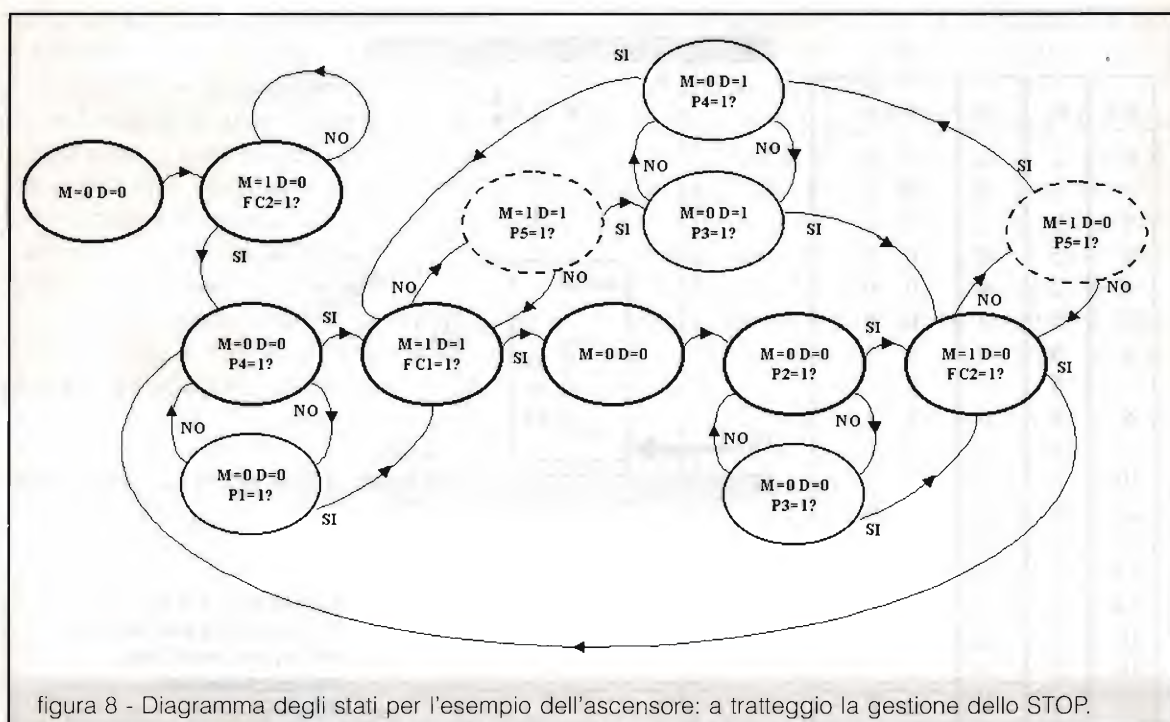 SI
M=0 D=1
P4=1?
NO
M=0 D=0
M=1 D=0
FC2=1?
NO
NO
SI
M=1 D=1
P5=1?
SI
M=0 D=1
P3=1?
SI
M=1 D=0
P5=1?
SI
NO
NO
NO
NO
M=0 D=0
P4=1?
SI
M=1 D=1
FC1=1?
SI
M=0 D=0
M=0 D=0
P2=1?
SI
M=1 D=0
FC2=1?
SI
NO
NO
NO
NO
M=0 D=0
P1=1?
SI
M=0 D=0
P3=1?
SI
figura 8 - Diagramma degli stati per l'esempio dell'ascensore: a tratteggio la gestione dello STOP.